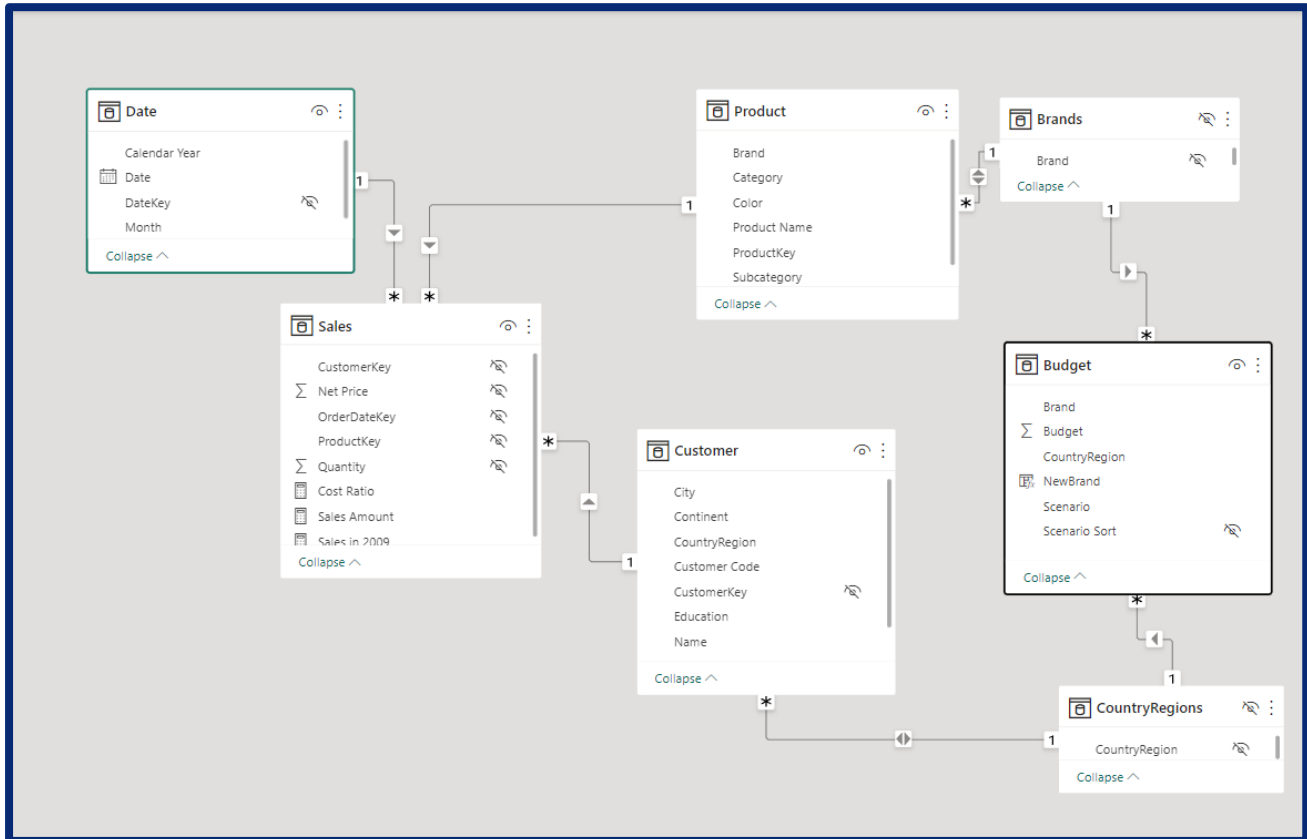 Date
Calendar Year
Date
DateKey
Month
Collapse
1
*
Product
Brand
Category
Color
Product Name
ProductKey
Subcategory
Collapse
1
*
*
1
Brands
Brand
Collapse
1
*
Sales
CustomerKey
Net Price
OrderDateKey
ProductKey
Quantity
Cost Ratio
Sales Amount
Sales in 2009
Collapse
*
1
Customer
City
Continent
CountryRegion
Customer Code
CustomerKey
Education
Name
Collapse
*
1
Budget
Brand
Budget
CountryRegion
NewBrand
Scenario
Scenario Sort
Collapse
*
1
CountryRegions
CountryRegion
Collapse